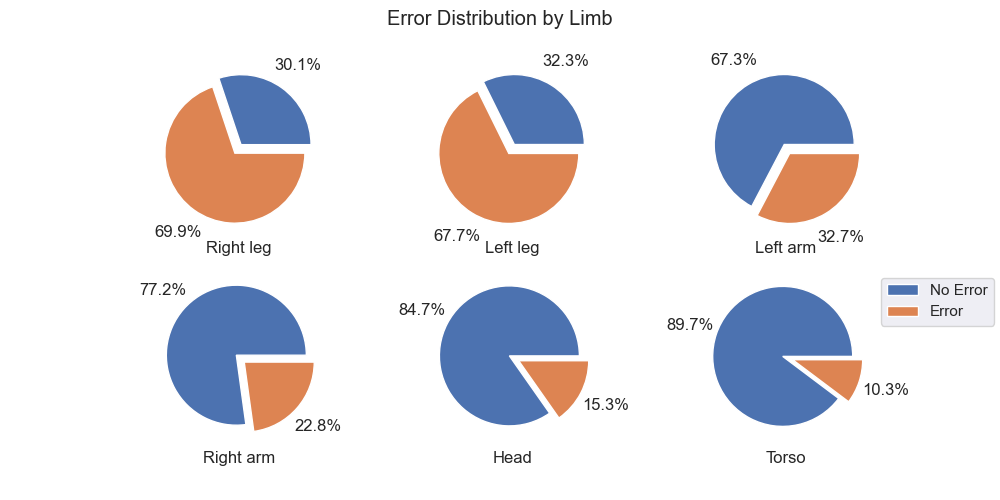 Error Distribution by Limb
30.1%
69.9%
Right leg
32.3%
67.7%
Left leg
67.3%
32.7%
Left arm
77.2%
22.8%
Right arm
84.7%
15.3%
Head
89.7%
10.3%
Torso
No Error
Error